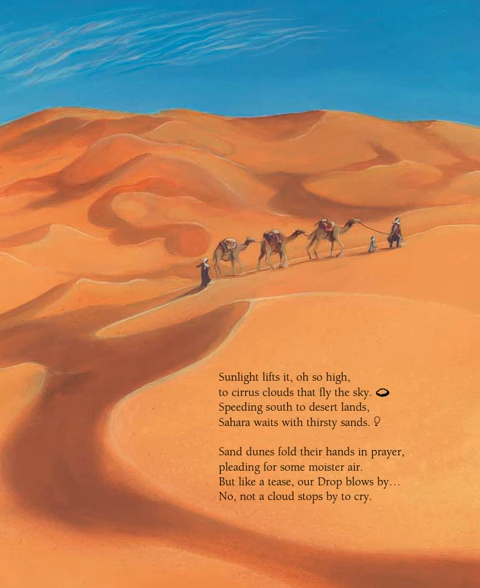 Sunlight lifts it, oh so high,
to cirrus clouds that fly the sky.
Speeding south to desert lands,
Sahara waits with thirsty sands.
Sand dunes fold their hands in prayer,
pleading for some moister air.
But like a tease, our Drop blows by…
No, not a cloud stops by to cry.